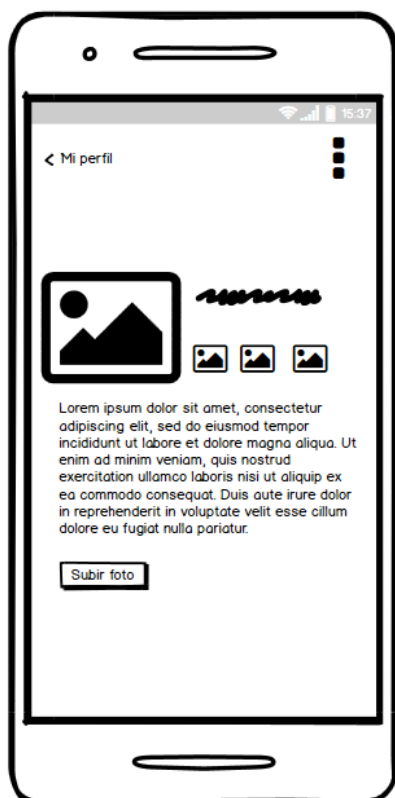 15:37
Mi perfil
Lorem ipsum dolor sit amet, consectetur
adipiscing elit, sed do eiusmod tempor
incididunt ut labore et dolore magna aliqua. Ut
enim ad minim veniam, quis nostrud
exercitation ullamco laboris nisi ut aliquip ex
ea commodo consequat. Duis aute irure dolor
in reprehenderit in voluptate velit esse cillum
dolore eu fugiat nulla pariatur.
Subir foto